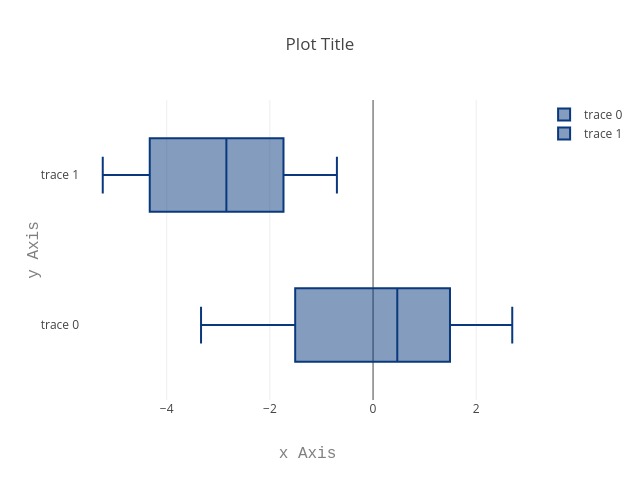 Plot Title
trace 0
trace 1
trace 1
trace 0
y Axis
−4
−2
0
2
x Axis